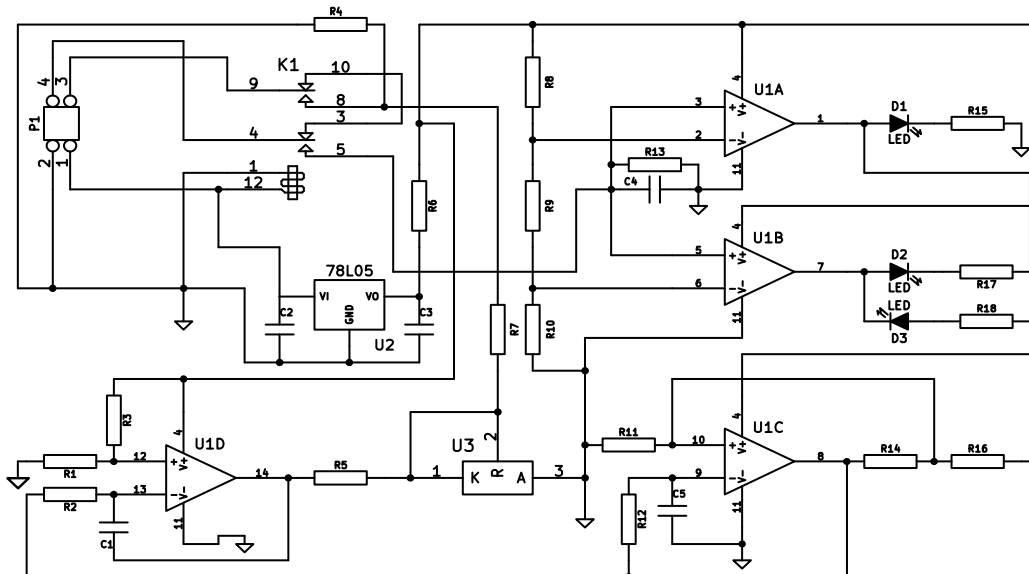 R4
K1
10
9
8
3
4
5
1
12
P1
4
3
2
1
R6
78L05
VI
VO
GND
C2
C3
U2
R7
R8
R9
R10
R13
C4
3
2
4
11
V+
V-
U1A
1
D1
LED
R15
5
6
4
11
V+
V-
U1B
7
D2
LED
R17
LED
D3
R18
R3
R1
R2
C1
12
13
4
11
V+
V-
U1D
14
R5
U3
1
2
3
K
R
A
R11
R12
C5
10
9
4
11
V+
V-
U1C
8
R14
R16